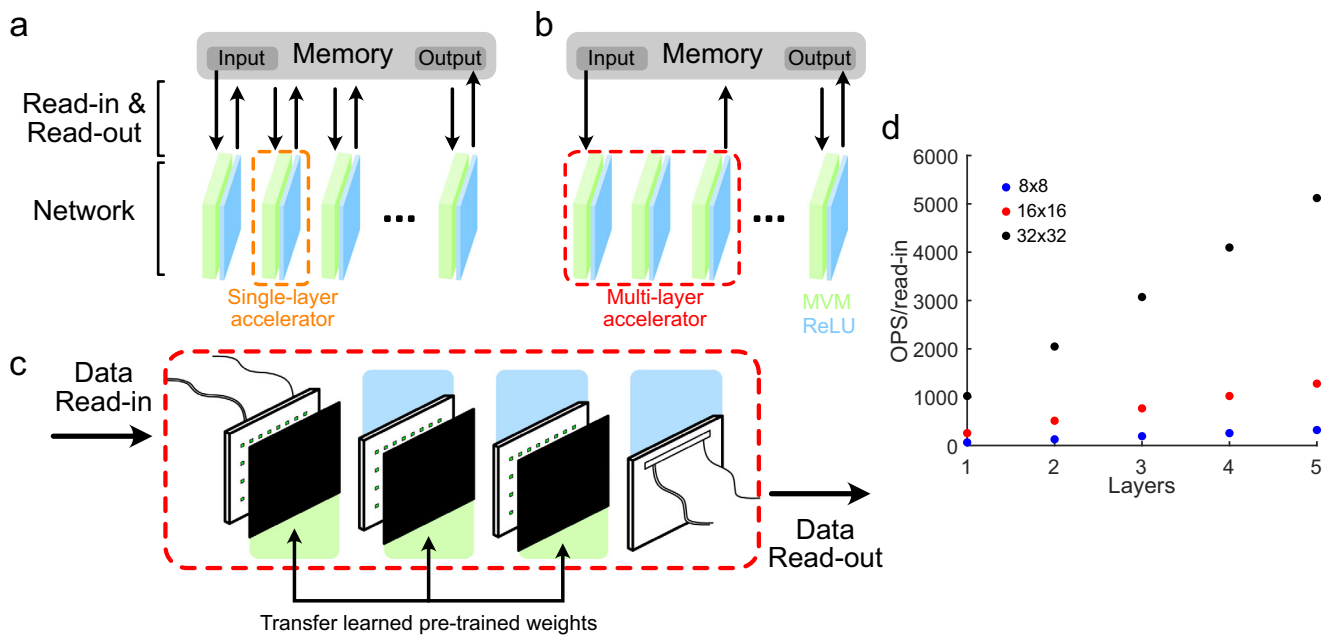 a
Input Memory Output
Read-in &
Read-out
Network
...
Single-layer
accelerator
b
Input Memory Output
...
Multi-layer
accelerator
MVM
ReLU
c
Data
Read-in
Data
Read-out
Transfer learned pre-trained weights
d
OPS/read-in
6000
5000
4000
3000
2000
1000
0
8x8
16x16
32x32
1 2 3 4 5
Layers